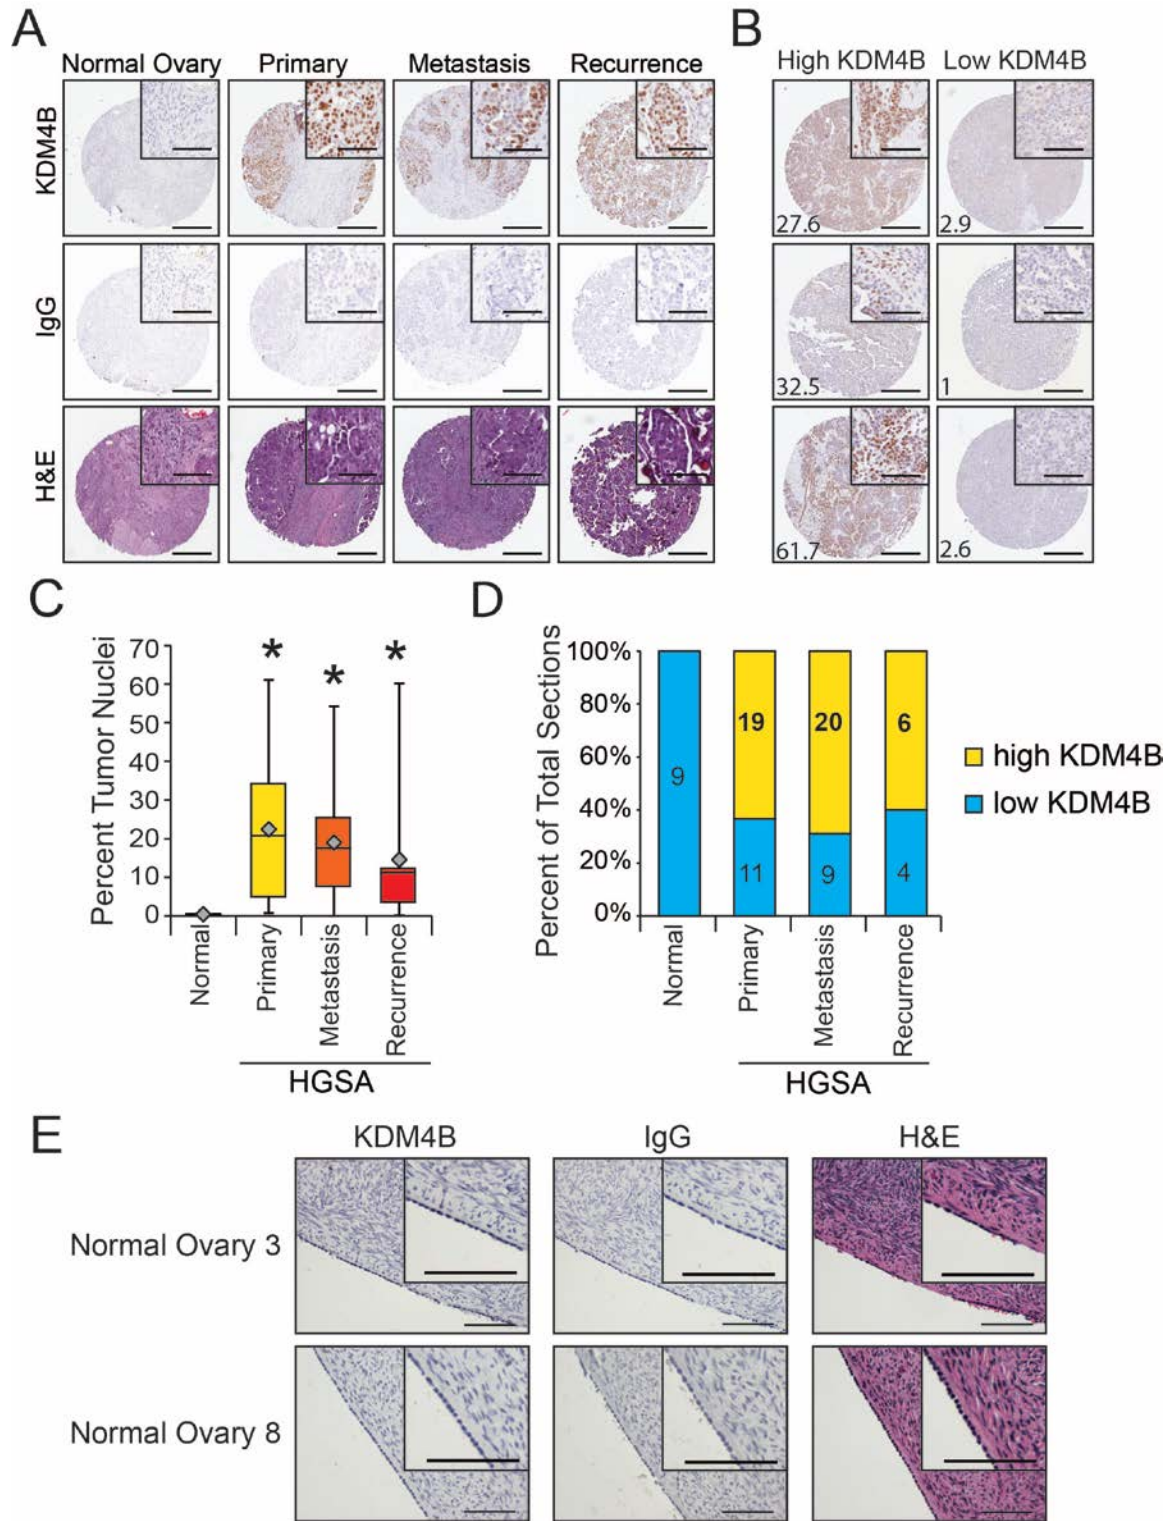 A
Normal Ovary Primary Metastasis Recurrence
KDM4B
IgG
H&E
B
High KDM4B Low KDM4B
27.6 2.9
32.5 1
61.7 2.6
C
Percent Tumor Nuclei
70
60
50
40
30
20
10
0
* * *
Normal
Primary
Metastasis
Recurrence
HGSA
D
Percent of Total Sections
100%
80%
60%
40%
20%
0%
19 20 6
9
11 9 4
Normal
Primary
Metastasis
Recurrence
HGSA
high KDM4B
low KDM4B
E
KDM4B IgG H&E
Normal Ovary 3
Normal Ovary 8